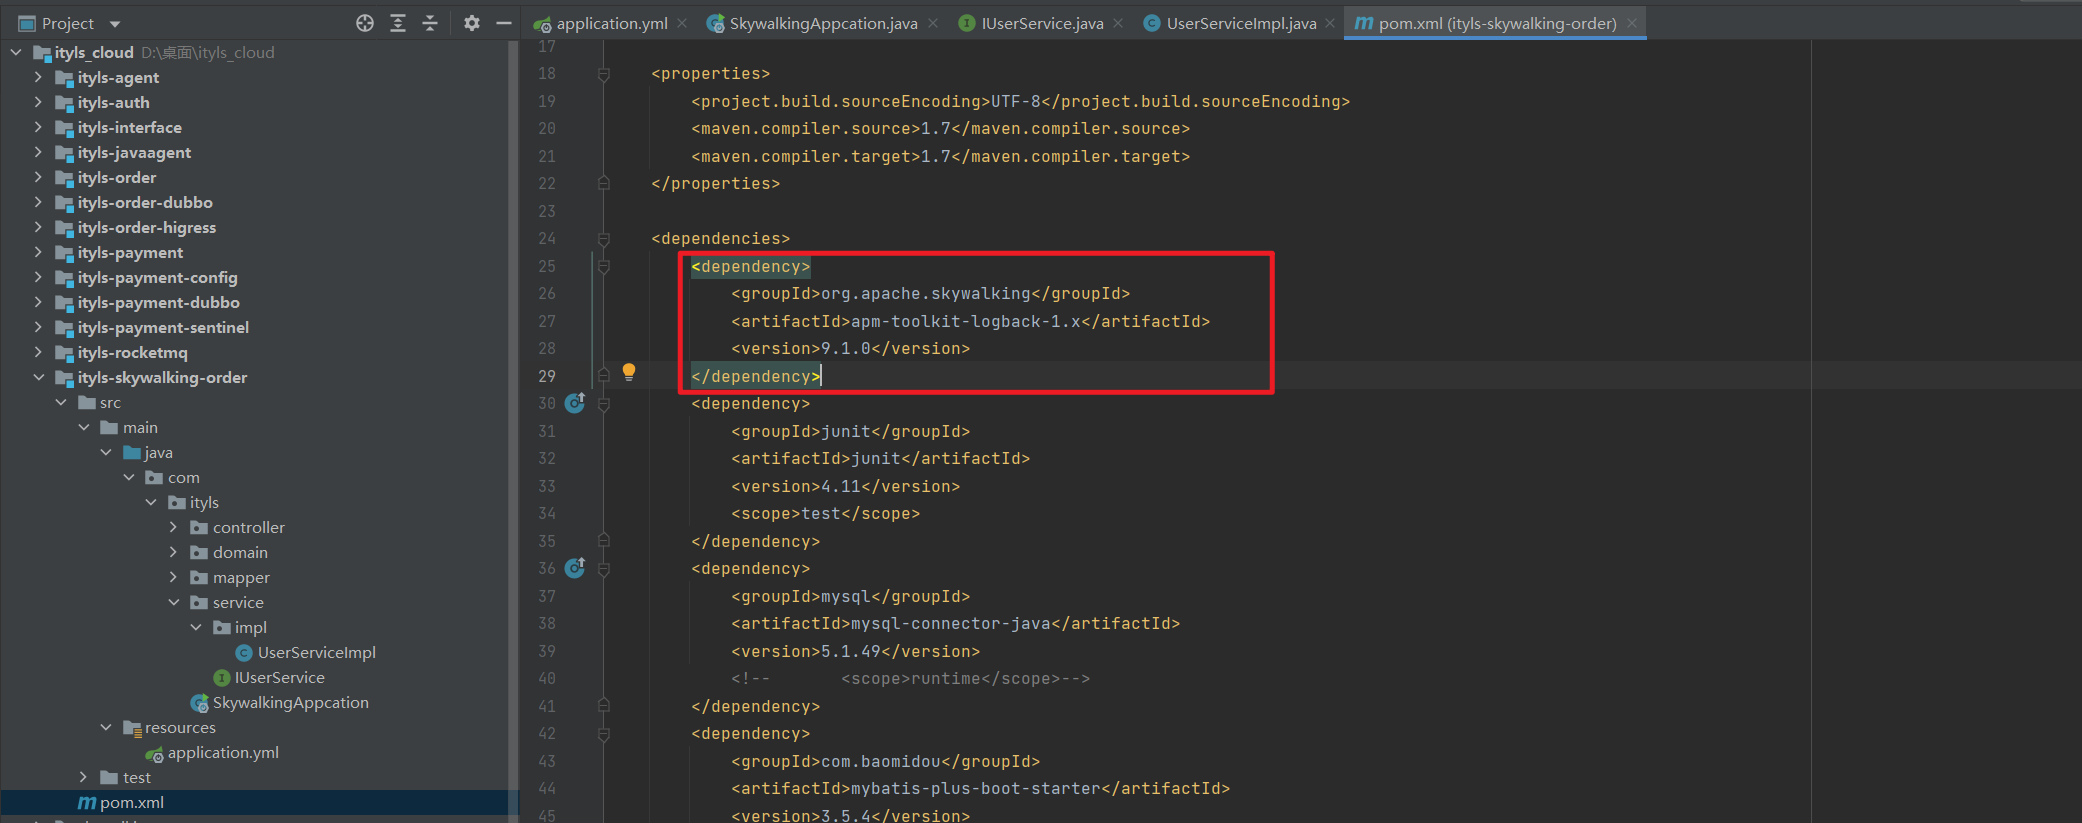 Project
ityls_cloud D:\桌面\ityls_cloud
ityls-agent
ityls-auth
ityls-interface
ityls-javaagent
ityls-order
ityls-order-dubbo
ityls-order-higress
ityls-payment
ityls-payment-config
ityls-payment-dubbo
ityls-payment-sentinel
ityls-rocketmq
ityls-skywalking-order
src
main
java
com
ityls
controller
domain
mapper
service
impl
UserServiceImpl
IUserService
SkywalkingAppcation
resources
application.yml
test
pom.xml
application.yml SkywalkingAppcation.java IUserService.java UserServiceImpl.java pom.xml (ityls-skywalking-order)
17
18 <properties>
19 <project.build.sourceEncoding>UTF-8</project.build.sourceEncoding>
20 <maven.compiler.source>1.7</maven.compiler.source>
21 <maven.compiler.target>1.7</maven.compiler.target>
22 </properties>
23
24 <dependencies>
25 <dependency>
26 <groupId>org.apache.skywalking</groupId>
27 <artifactId>apm-toolkit-logback-1.x</artifactId>
28 <version>9.1.0</version>
29 </dependency>
30 <dependency>
31 <groupId>junit</groupId>
32 <artifactId>junit</artifactId>
33 <version>4.11</version>
34 <scope>test</scope>
35 </dependency>
36 <dependency>
37 <groupId>mysql</groupId>
38 <artifactId>mysql-connector-java</artifactId>
39 <version>5.1.49</version>
40 <!-- <scope>runtime</scope>-->
41 </dependency>
42 <dependency>
43 <groupId>com.baomidou</groupId>
44 <artifactId>mybatis-plus-boot-starter</artifactId>
45 <version>3.5.4</version>